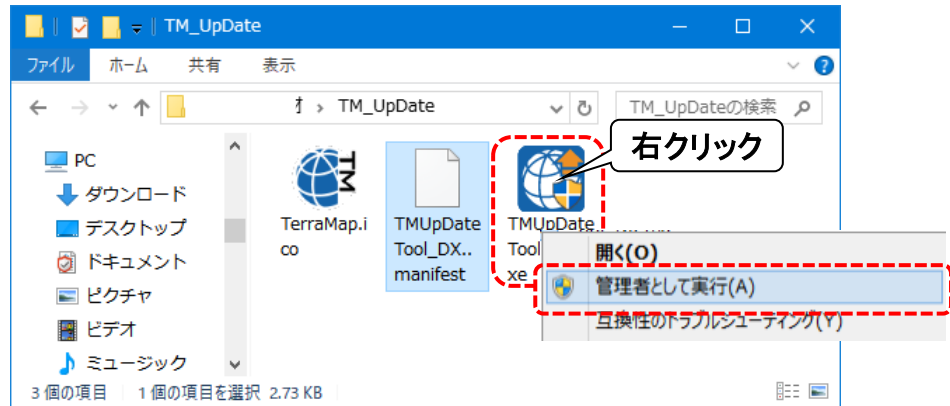 TM_UpDate
ファイル ホーム 共有 表示
TM_UpDate
TM_UpDateの検索
右クリック
PC
ダウンロード
デスクトップ
ドキュメント
ピクチャ
ビデオ
ミュージック
TerraMap.i
co
TMUpDate
Tool_DX..
manifest
TMUpDate
Tool
xe
開く(O)
管理者として実行(A)
互換性のトラブルシューティング(Y)
3 個の項目 1 個の項目を選択 2.73 KB